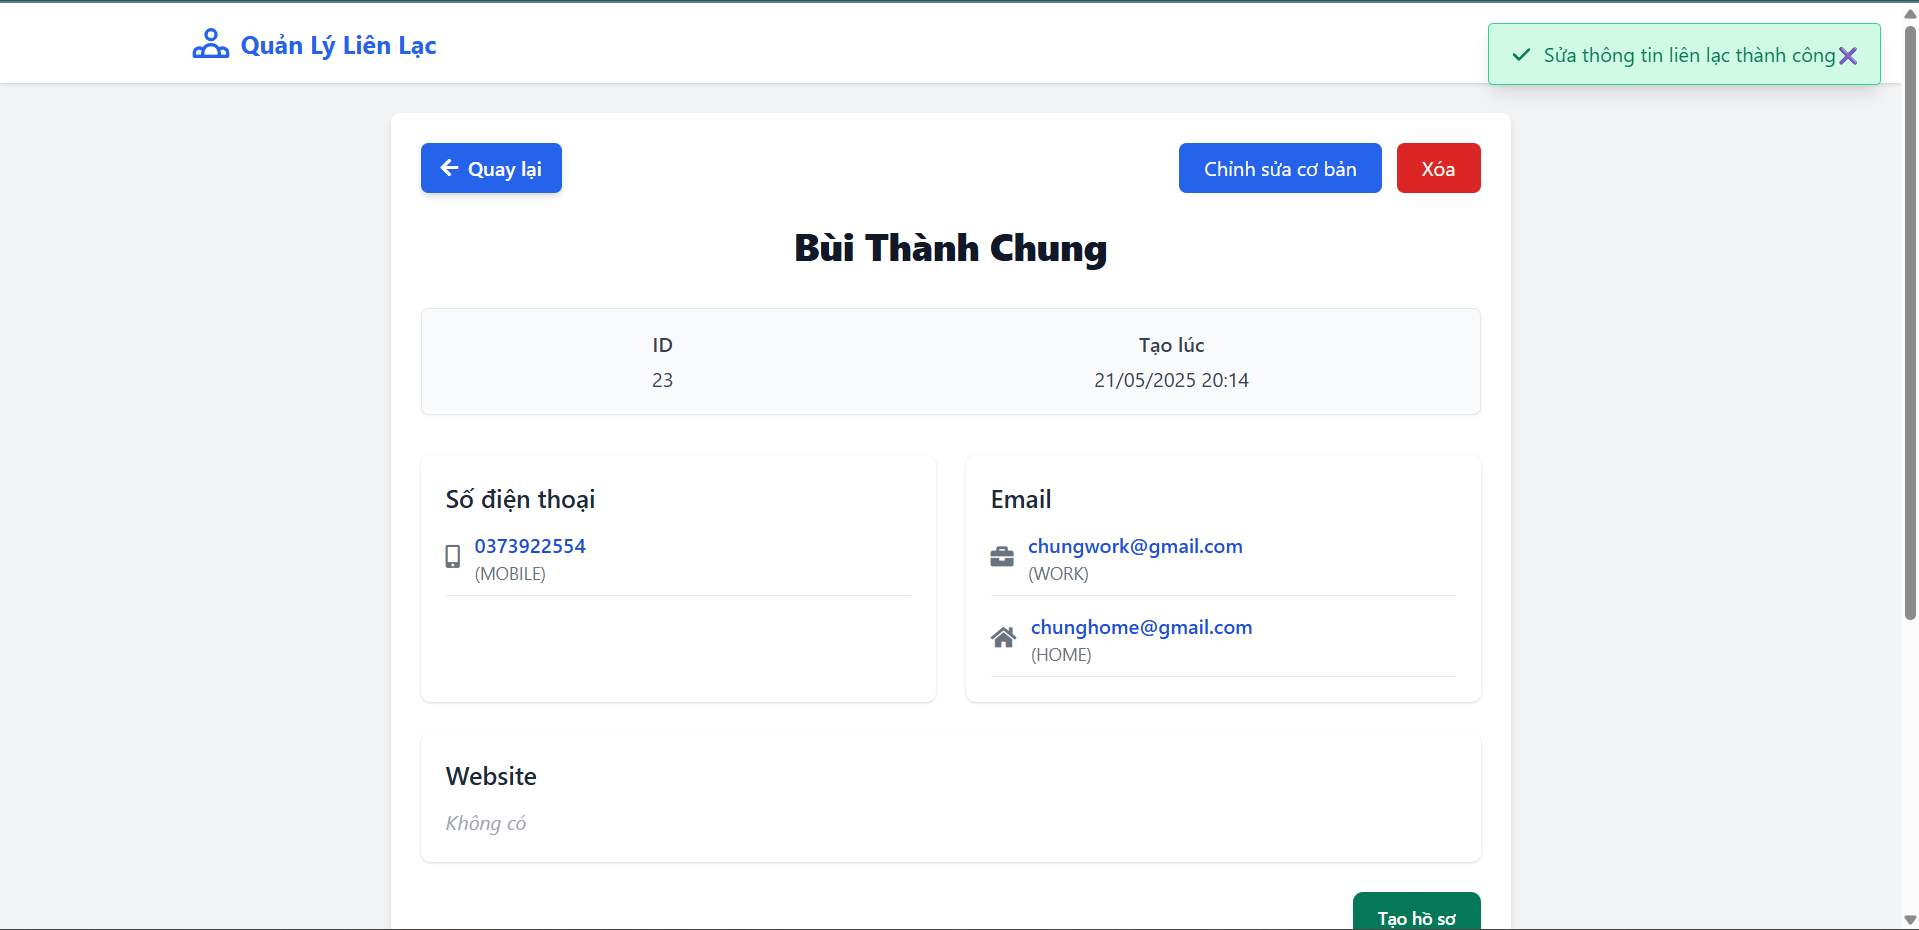 Quản Lý Liên Lạc
Sửa thông tin liên lạc thành công
Quay lại
Chỉnh sửa cơ bản
Xóa
Bùi Thành Chung
ID
23
Tạo lúc
21/05/2025 20:14
Số điện thoại
0373922554
(MOBILE)
Email
chungwork@gmail.com
(WORK)
chunghome@gmail.com
(HOME)
Website
Không có
Tạo hồ sơ